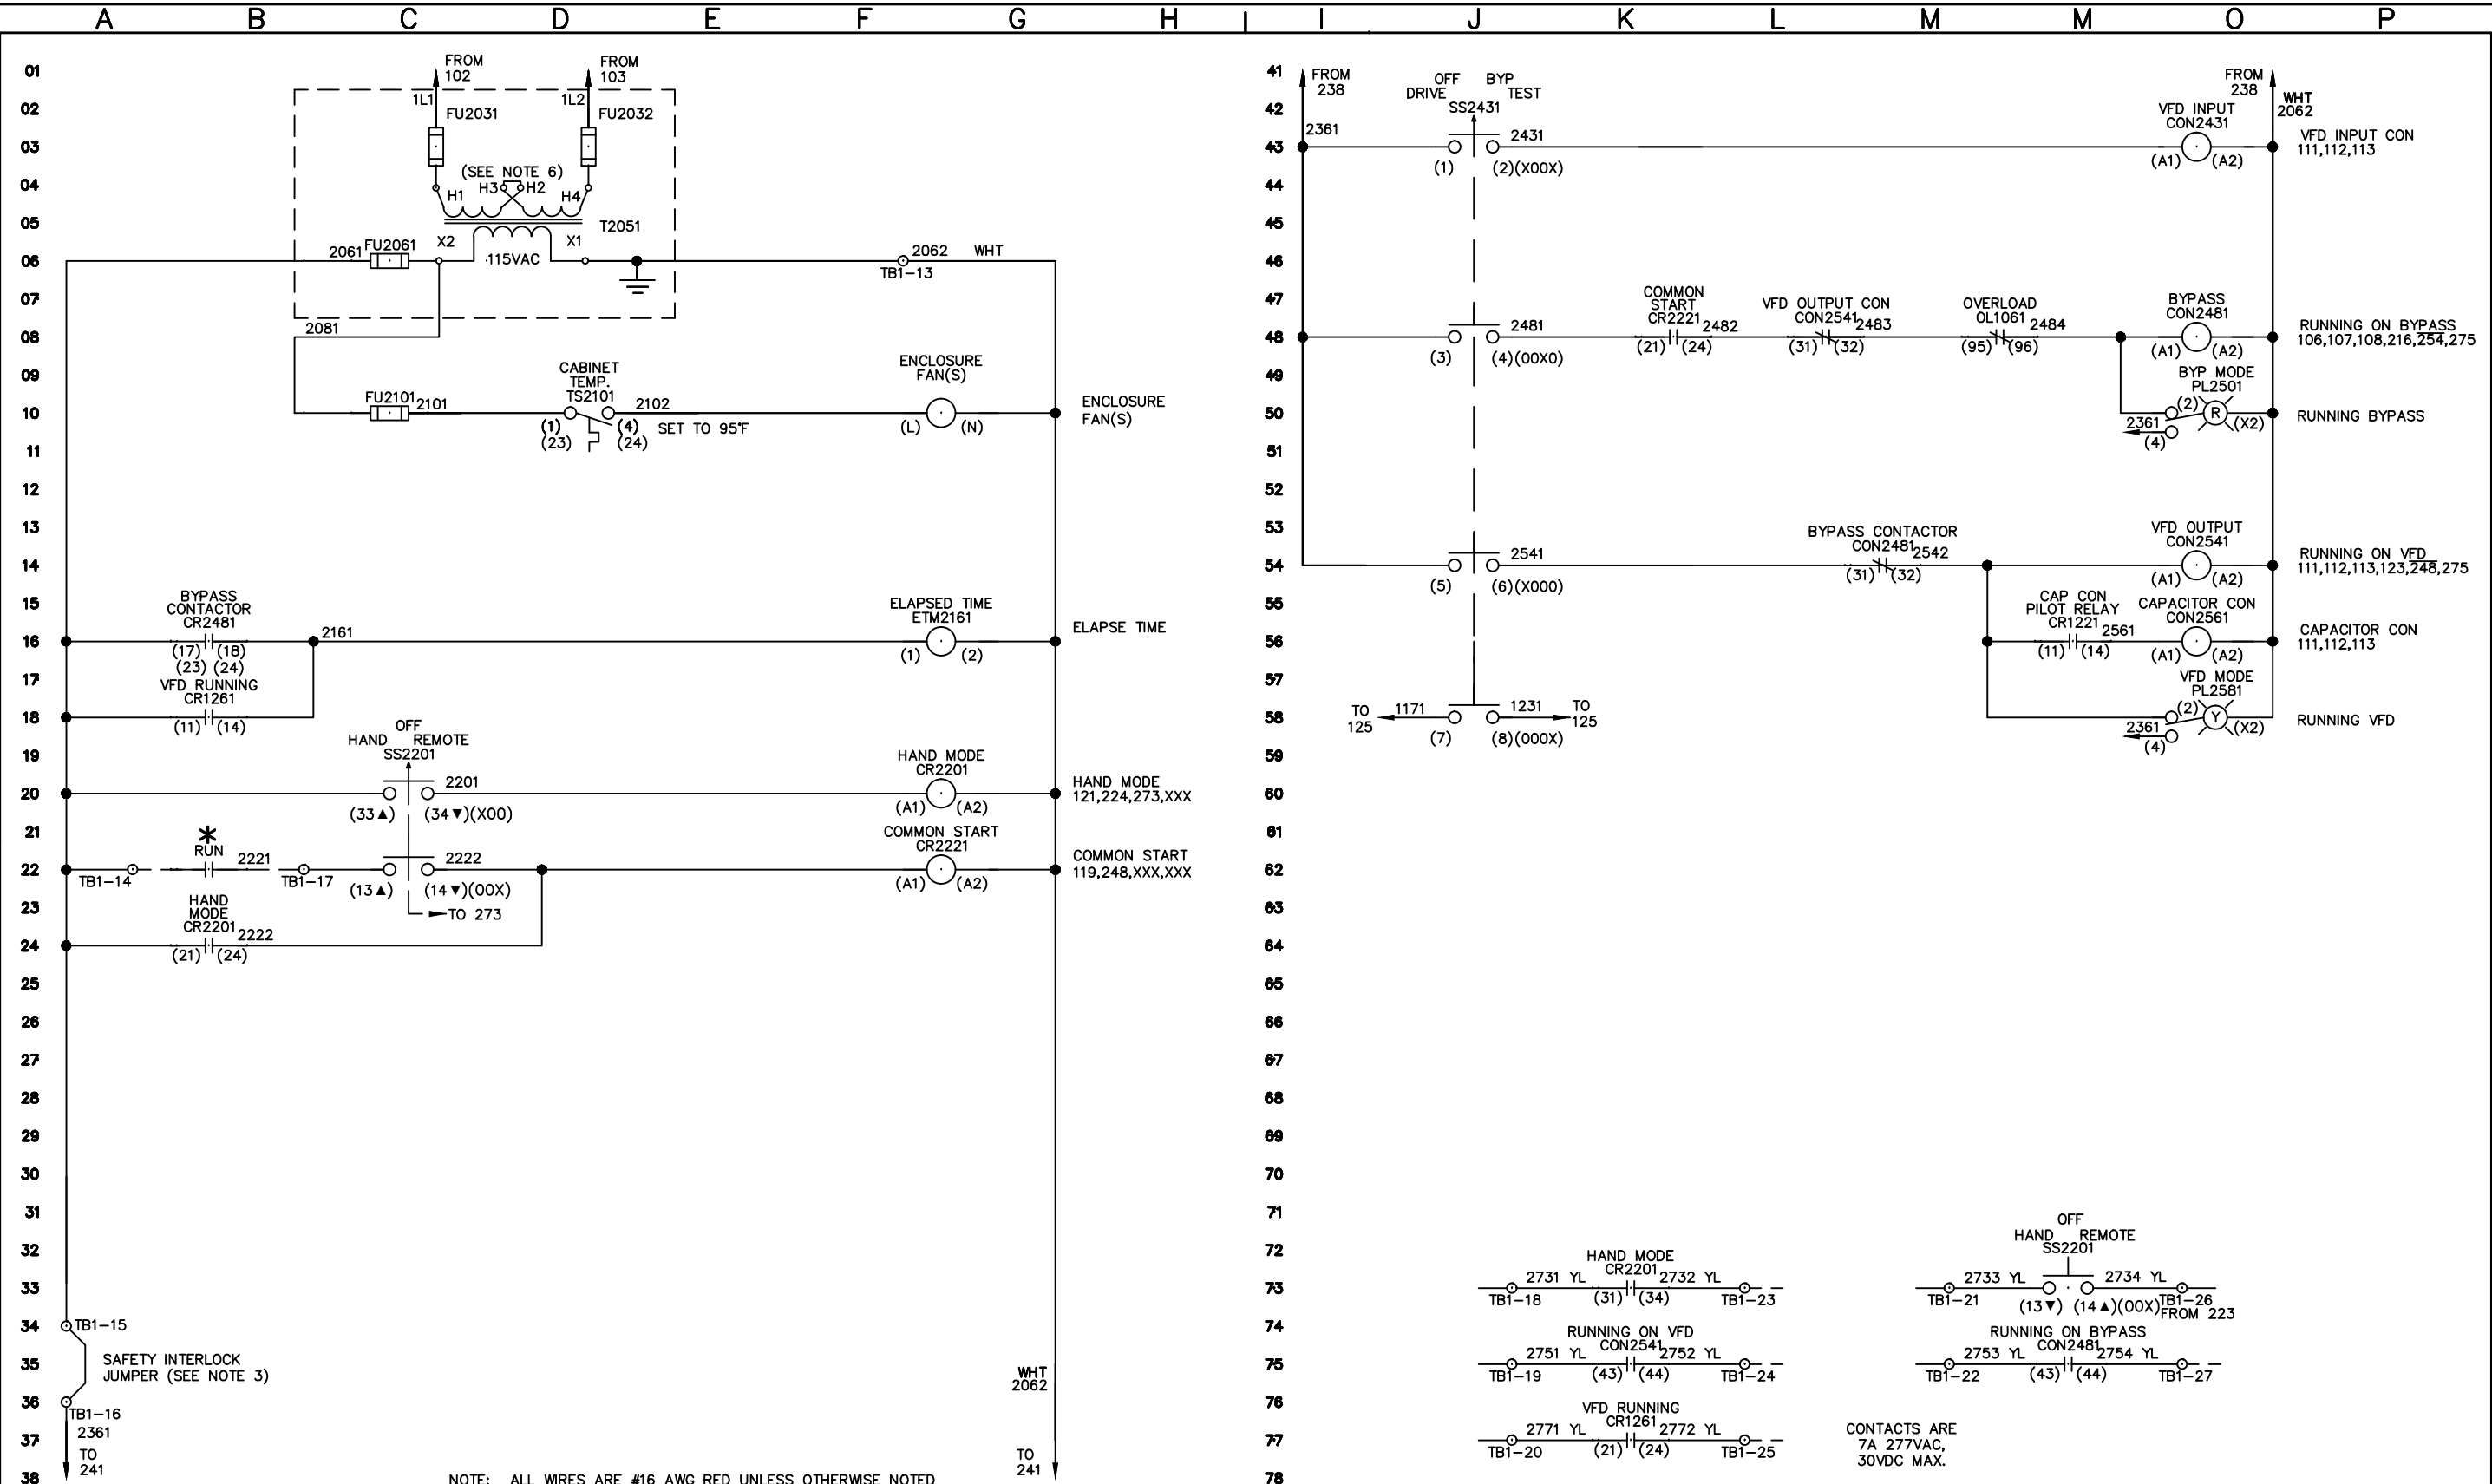 A B C D E F G H I J K L M M O P
01
FROM
102
FROM
103
1L1
1L2
02
FU2031
FU2032
03
(SEE NOTE 6)
04
H1
H3
H2
H4
05
T2051
X2
X1
2061
FU2061
115VAC
06
2062 WHT
TB1-13
07
2081
08
09
CABINET
TEMP.
TS2101
ENCLOSURE
FAN(S)
10
FU2101
2101
2102
(1)
(23)
(4)
(24)
SET TO 95°F
(L)
(N)
ENCLOSURE
FAN(S)
11
12
13
14
15
BYPASS
CONTACTOR
CR2481
ELAPSED TIME
ETM2161
16
2161
(17) (18)
(23) (24)
(1)
(2)
ELAPSE TIME
17
VFD RUNNING
CR1261
18
(11) (14)
OFF
HAND REMOTE
SS2201
19
HAND MODE
CR2201
20
2201
(33▲)
(34▼)(X00)
(A1)
(A2)
HAND MODE
121,224,273,XXX
21
*
RUN
COMMON START
CR2221
22
TB1-14
2221
TB1-17
2222
(13▲)
(14▼)(00X)
(A1)
(A2)
COMMON START
119,248,XXX,XXX
23
TO 273
HAND
MODE
CR2201
24
2222
(21) (24)
25
26
27
28
29
30
31
32
33
34
TB1-15
35
SAFETY INTERLOCK
JUMPER (SEE NOTE 3)
36
TB1-16
2361
37
TO
241
38
WHT
2062
TO
241
NOTE: ALL WIRES ARE #16 AWG RED UNLESS OTHERWISE NOTED
41
FROM
238
OFF BYP
DRIVE TEST
SS2431
FROM
238
WHT
2062
42
VFD INPUT
CON2431
43
2361
2431
(1)
(2)(X00X)
(A1)
(A2)
VFD INPUT CON
111,112,113
44
45
46
47
COMMON
START
CR2221
VFD OUTPUT CON
CON2541
OVERLOAD
OL1061
BYPASS
CON2481
48
2481
2482
2483
2484
(3)
(4)(00X0)
(21) (24)
(31) (32)
(95) (96)
(A1)
(A2)
RUNNING ON BYPASS
106,107,108,216,254,275
49
BYP MODE
PL2501
50
(2)
R
(X2)
2361
(4)
RUNNING BYPASS
51
52
53
BYPASS CONTACTOR
CON2481
VFD OUTPUT
CON2541
54
2541
2542
(5)
(6)(X000)
(31) (32)
(A1)
(A2)
RUNNING ON VFD
111,112,113,123,248,275
55
CAP CON
PILOT RELAY
CR1221
CAPACITOR CON
CON2561
56
2561
(11) (14)
(A1)
(A2)
CAPACITOR CON
111,112,113
57
VFD MODE
PL2581
58
TO
125
1171
1231
TO
125
(7)
(8)(000X)
(2)
Y
(X2)
2361
(4)
RUNNING VFD
59
60
61
62
63
64
65
66
67
68
69
70
71
72
HAND MODE
CR2201
OFF
HAND REMOTE
SS2201
73
2731 YL
2732 YL
TB1-18
(31) (34)
TB1-23
2733 YL
2734 YL
TB1-21
(13▼)
(14▲)(00X)
TB1-26
FROM 223
74
RUNNING ON VFD
CON2541
RUNNING ON BYPASS
CON2481
75
2751 YL
2752 YL
TB1-19
(43) (44)
TB1-24
2753 YL
2754 YL
TB1-22
(43) (44)
TB1-27
76
VFD RUNNING
CR1261
77
2771 YL
2772 YL
TB1-20
(21) (24)
TB1-25
CONTACTS ARE
7A 277VAC,
30VDC MAX.
78